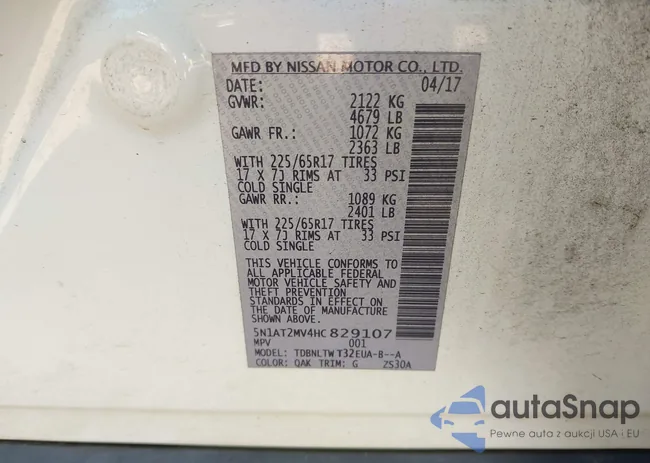 MFD BY NISSAN MOTOR CO., LTD.
DATE: 04/17
GVWR: 2122 KG
4679 LB
GAWR FR.: 1072 KG
2363 LB
WITH 225/65R17 TIRES
17 X 7J RIMS AT 33 PSI
COLD SINGLE
GAWR RR.: 1089 KG
2401 LB
WITH 225/65R17 TIRES
17 X 7J RIMS AT 33 PSI
COLD SINGLE
THIS VEHICLE CONFORMS TO
ALL APPLICABLE FEDERAL
MOTOR VEHICLE SAFETY AND
THEFT PREVENTION
STANDARDS IN EFFECT ON
THE DATE OF MANUFACTURE
SHOWN ABOVE.
5N1AT2MV4HC829107
MPV 001
MODEL: TDBNLTW T32EUA-B--A
COLOR: QAK TRIM: G ZS30A
autaSnap
Pewne auta z aukcji USA i EU